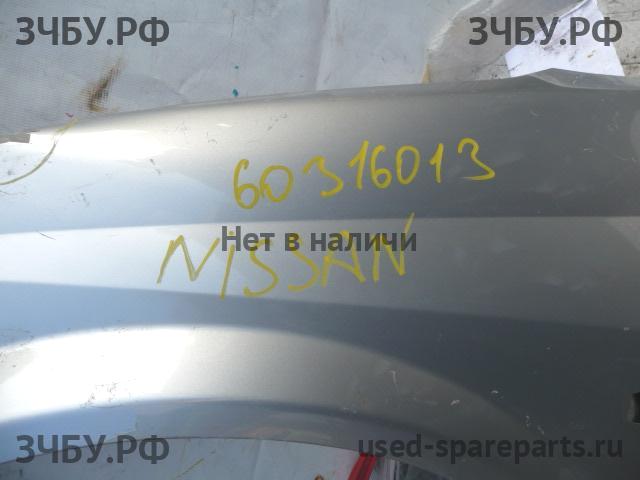 ЗЧБУ.РФ ЗЧБУ.РФ
60316013
Нет в наличи
NISSAN
ЗЧБУ.РФ used-spareparts.ru